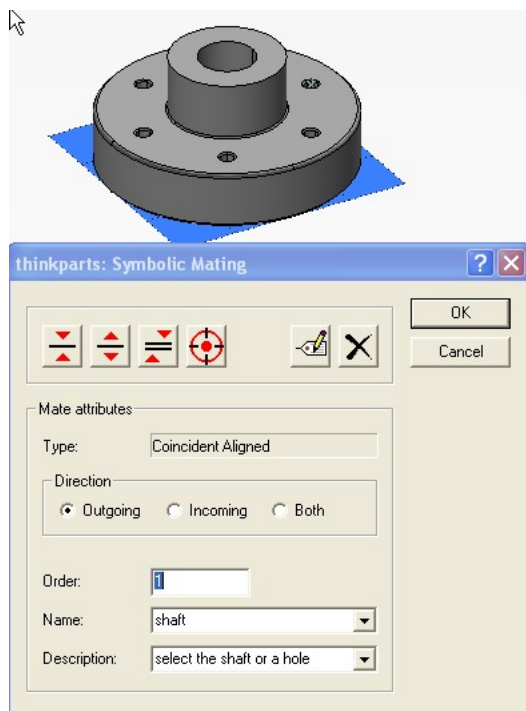 thinkparts: Symbolic Mating
OK
Cancel
Mate attributes
Type: Coincident Aligned
Direction
Outgoing Incoming Both
Order: 1
Name: shaft
Description: select the shaft or a hole